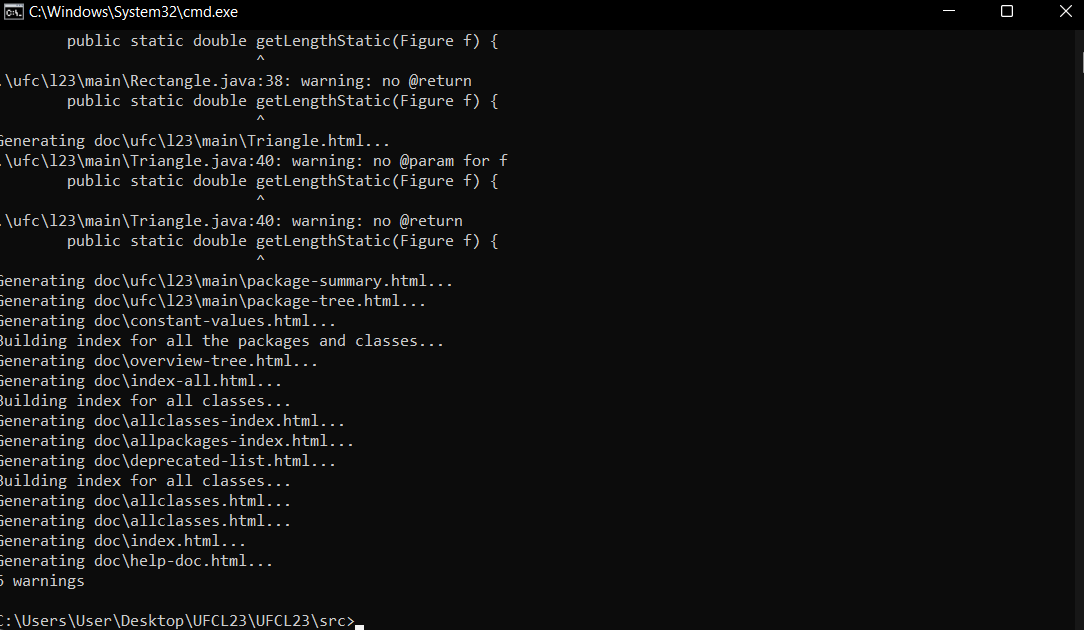 C:\Windows\System32\cmd.exe
public static double getLengthStatic(Figure f) {
^
.\ufc\l23\main\Rectangle.java:38: warning: no @return
public static double getLengthStatic(Figure f) {
^
Generating doc\ufc\l23\main\Triangle.html...
.\ufc\l23\main\Triangle.java:40: warning: no @param for f
public static double getLengthStatic(Figure f) {
^
.\ufc\l23\main\Triangle.java:40: warning: no @return
public static double getLengthStatic(Figure f) {
^
Generating doc\ufc\l23\main\package-summary.html...
Generating doc\ufc\l23\main\package-tree.html...
Generating doc\constant-values.html...
Building index for all the packages and classes...
Generating doc\overview-tree.html...
Generating doc\index-all.html...
Building index for all classes...
Generating doc\allclasses-index.html...
Generating doc\allpackages-index.html...
Generating doc\deprecated-list.html...
Building index for all classes...
Generating doc\allclasses.html...
Generating doc\allclasses.html...
Generating doc\index.html...
Generating doc\help-doc.html...
warnings
C:\Users\User\Desktop\UFCL23\UFCL23\src>